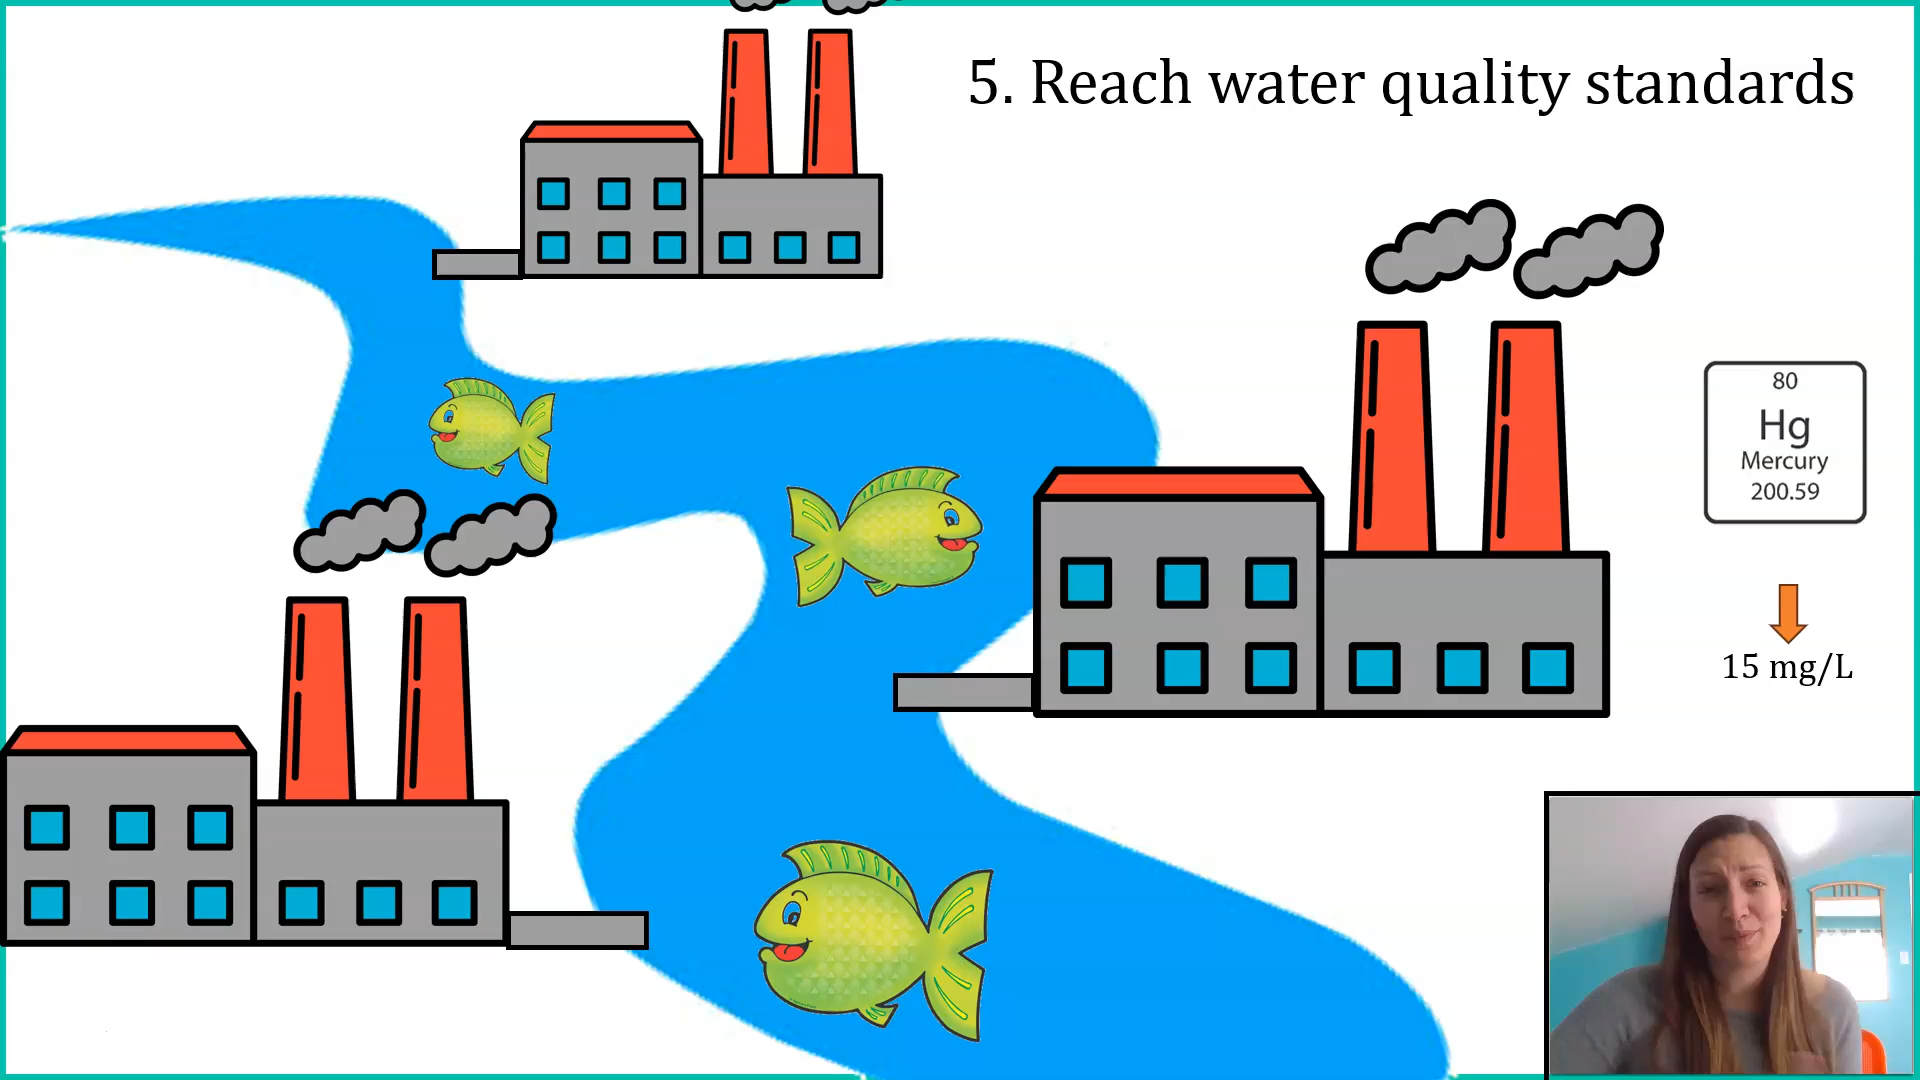 5. Reach water quality standards
80
Hg
Mercury
200.59
15 mg/L